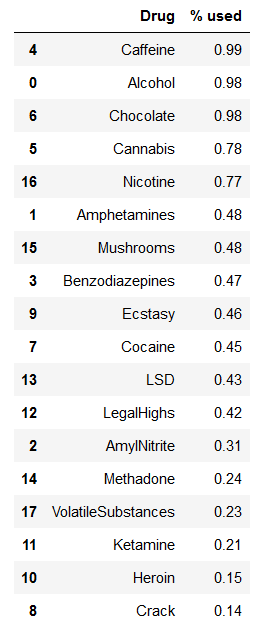 Drug % used
4 Caffeine 0.99
0 Alcohol 0.98
6 Chocolate 0.98
5 Cannabis 0.78
16 Nicotine 0.77
1 Amphetamines 0.48
15 Mushrooms 0.48
3 Benzodiazepines 0.47
9 Ecstasy 0.46
7 Cocaine 0.45
13 LSD 0.43
12 LegalHighs 0.42
2 AmylNitrite 0.31
14 Methadone 0.24
17 VolatileSubstances 0.23
11 Ketamine 0.21
10 Heroin 0.15
8 Crack 0.14